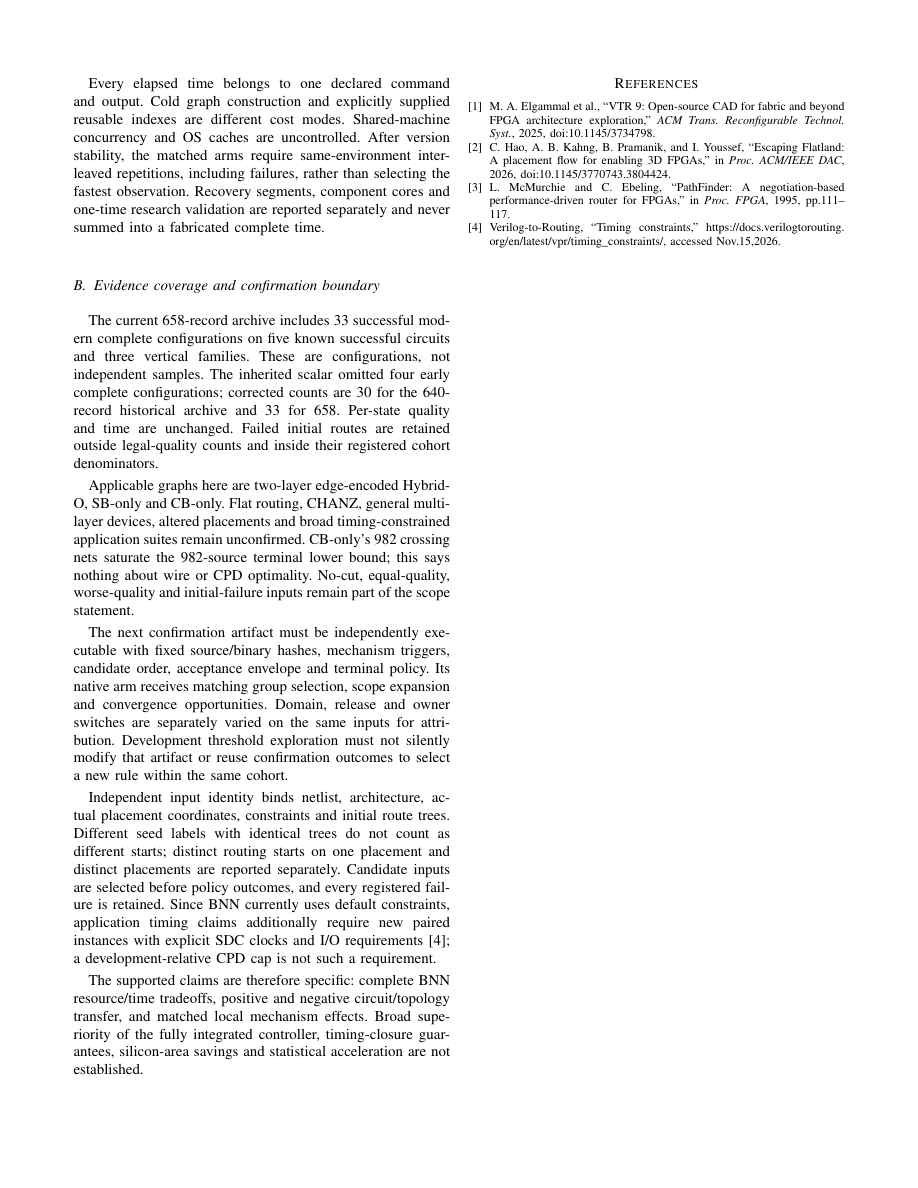 Every elapsed time belongs to one declared command
and output. Cold graph construction and explicitly supplied
reusable indexes are different cost modes. Shared-machine
concurrency and OS caches are uncontrolled. After version
stability, the matched arms require same-environment inter-
leaved repetitions, including failures, rather than selecting the
fastest observation. Recovery segments, component cores and
one-time research validation are reported separately and never
summed into a fabricated complete time.
B. Evidence coverage and confirmation boundary
The current 658-record archive includes 33 successful mod-
ern complete configurations on five known successful circuits
and three vertical families. These are configurations, not
independent samples. The inherited scalar omitted four early
complete configurations; corrected counts are 30 for the 640-
record historical archive and 33 for 658. Per-state quality
and time are unchanged. Failed initial routes are retained
outside legal-quality counts and inside their registered cohort
denominators.
Applicable graphs here are two-layer edge-encoded Hybrid-
O, SB-only and CB-only. Flat routing, CHANZ, general multi-
layer devices, altered placements and broad timing-constrained
application suites remain unconfirmed. CB-only's 982 crossing
nets saturate the 982-source terminal lower bound; this says
nothing about wire or CPD optimality. No-cut, equal-quality,
worse-quality and initial-failure inputs remain part of the scope
statement.
The next confirmation artifact must be independently exe-
cutable with fixed source/binary hashes, mechanism triggers,
candidate order, acceptance envelope and terminal policy. Its
native arm receives matching group selection, scope expansion
and convergence opportunities. Domain, release and owner
switches are separately varied on the same inputs for attri-
bution. Development threshold exploration must not silently
modify that artifact or reuse confirmation outcomes to select
a new rule within the same cohort.
Independent input identity binds netlist, architecture, ac-
tual placement coordinates, constraints and initial route trees.
Different seed labels with identical trees do not count as
different starts; distinct routing starts on one placement and
distinct placements are reported separately. Candidate inputs
are selected before policy outcomes, and every registered fail-
ure is retained. Since BNN currently uses default constraints,
application timing claims additionally require new paired
instances with explicit SDC clocks and I/O requirements [4];
a development-relative CPD cap is not such a requirement.
The supported claims are therefore specific: complete BNN
resource/time tradeoffs, positive and negative circuit/topology
transfer, and matched local mechanism effects. Broad supe-
riority of the fully integrated controller, timing-closure guar-
antees, silicon-area savings and statistical acceleration are not
established.
REFERENCES
[1] M. A. Elgammal et al., “VTR 9: Open-source CAD for fabric and beyond
FPGA architecture exploration,” ACM Trans. Reconfigurable Technol.
Syst., 2025, doi:10.1145/3734798.
[2] C. Hao, A. B. Kahng, B. Pramanik, and I. Youssef, “Escaping Flatland:
A placement flow for enabling 3D FPGAs,” in Proc. ACM/IEEE DAC,
2026, doi:10.1145/3770743.3804424.
[3] L. McMurchie and C. Ebeling, “PathFinder: A negotiation-based
performance-driven router for FPGAs,” in Proc. FPGA, 1995, pp.111–
117.
[4] Verilog-to-Routing, “Timing constraints,” https://docs.verilogtorouting.
org/en/latest/vpr/timing_constraints/, accessed Nov.15,2026.